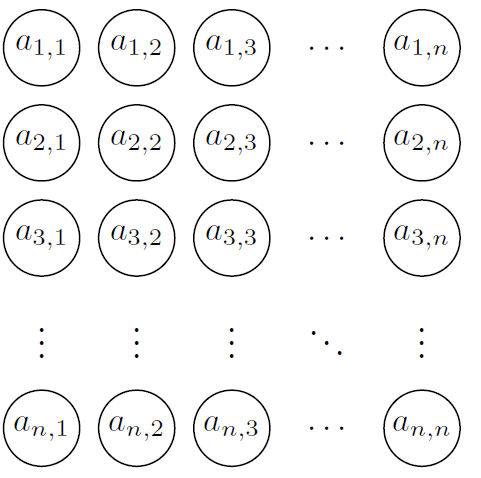 a_{1,1} a_{1,2} a_{1,3} ⋯ a_{1,n}
a_{2,1} a_{2,2} a_{2,3} ⋯ a_{2,n}
a_{3,1} a_{3,2} a_{3,3} ⋯ a_{3,n}
⋮ ⋮ ⋮ ⋱ ⋮
a_{n,1} a_{n,2} a_{n,3} ⋯ a_{n,n}